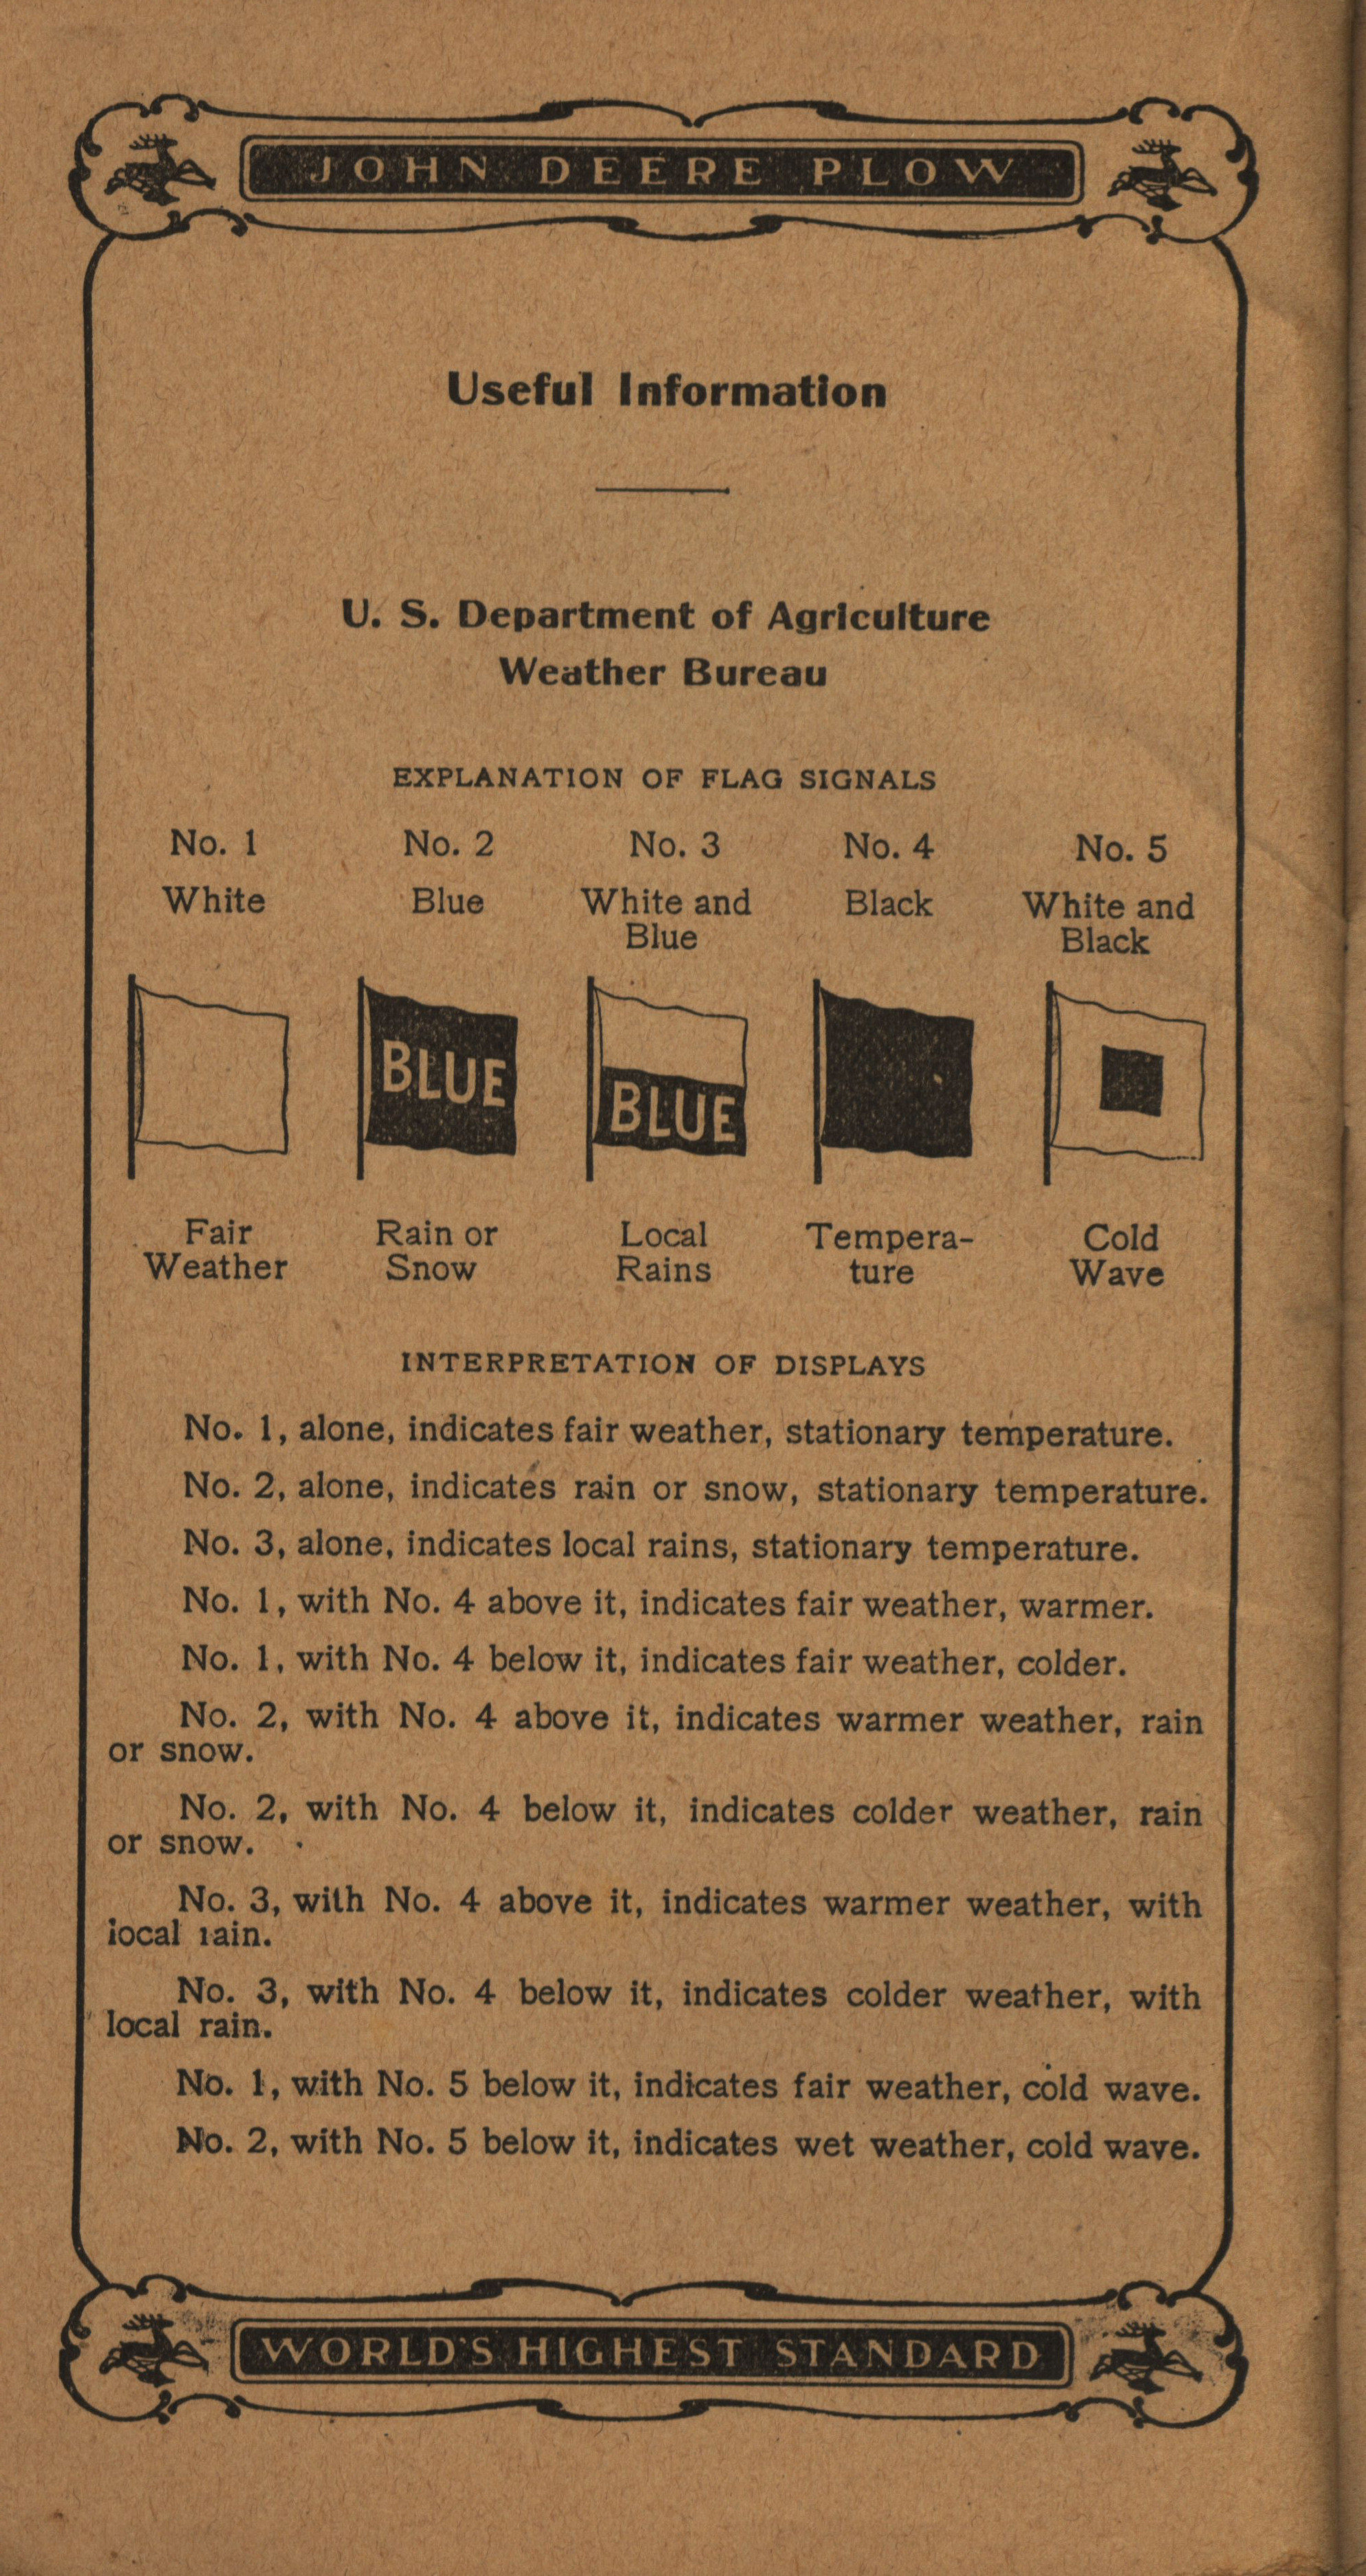 JOHN DEERE PLOW
Useful Information
U. S. Department of Agriculture
Weather Bureau
EXPLANATION OF FLAG SIGNALS
No. 1 No. 2 No. 3 No. 4 No. 5
White Blue White and Black White and
Blue Black
BLUE BLUE
Fair Rain or Local Tempera- Cold
Weather Snow Rains ture Wave
INTERPRETATION OF DISPLAYS
No. 1, alone, indicates fair weather, stationary temperature.
No. 2, alone, indicates rain or snow, stationary temperature.
No. 3, alone, indicates local rains, stationary temperature.
No. 1, with No. 4 above it, indicates fair weather, warmer.
No. 1, with No. 4 below it, indicates fair weather, colder.
No. 2, with No. 4 above it, indicates warmer weather, rain
or snow.
No. 2, with No. 4 below it, indicates colder weather, rain
or snow.
No. 3, with No. 4 above it, indicates warmer weather, with
local rain.
No. 3, with No. 4 below it, indicates colder weather, with
local rain.
No. 1, with No. 5 below it, indicates fair weather, cold wave.
No. 2, with No. 5 below it, indicates wet weather, cold wave.
WORLD'S HIGHEST STANDARD